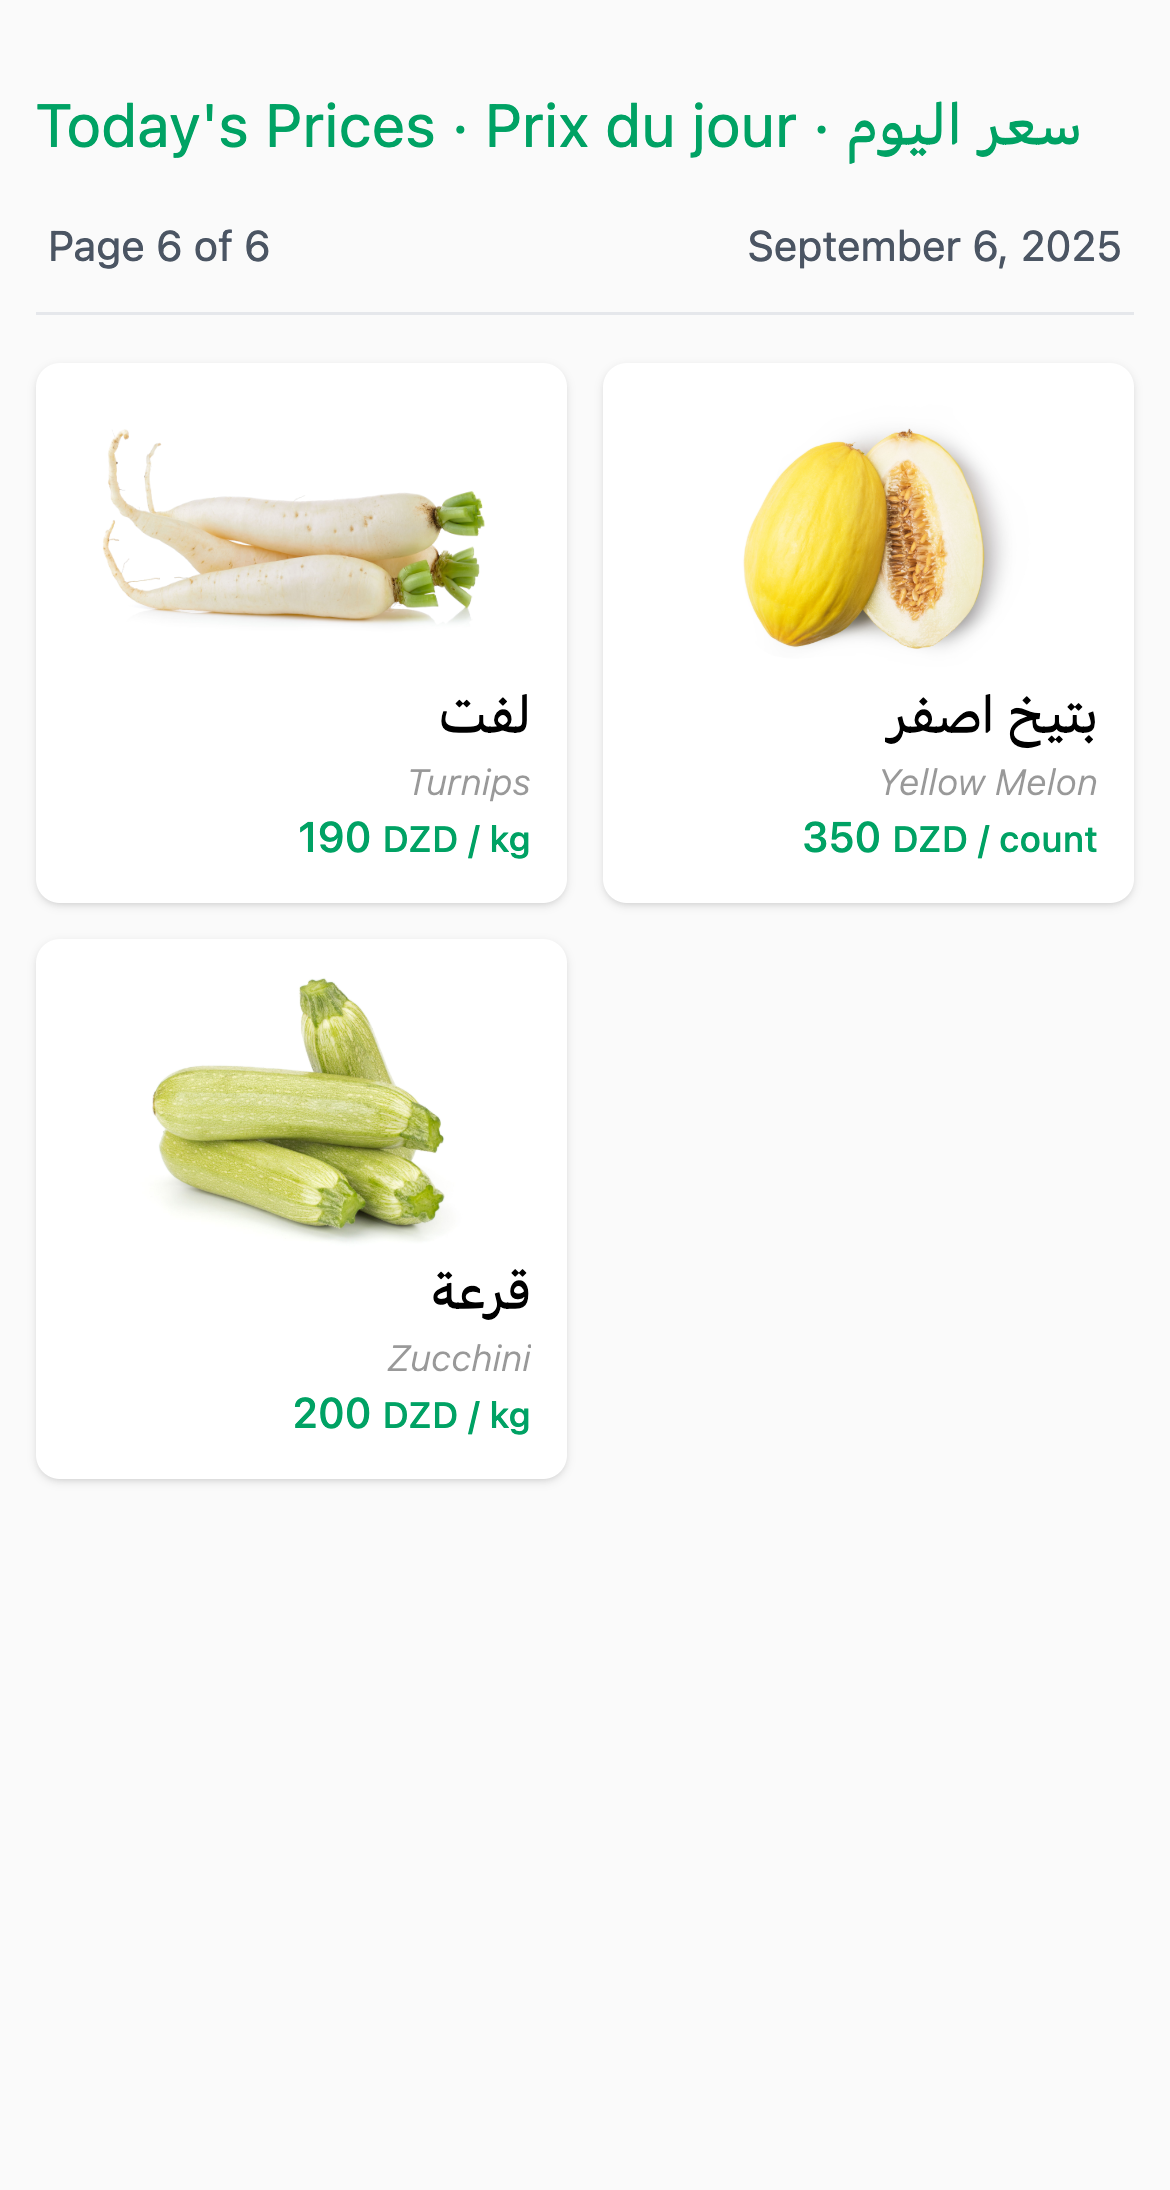 Today's Prices · Prix du jour · سعر اليوم
Page 6 of 6
September 6, 2025
لفت
Turnips
190 DZD / kg
بتيخ اصفر
Yellow Melon
350 DZD / count
قرعة
Zucchini
200 DZD / kg